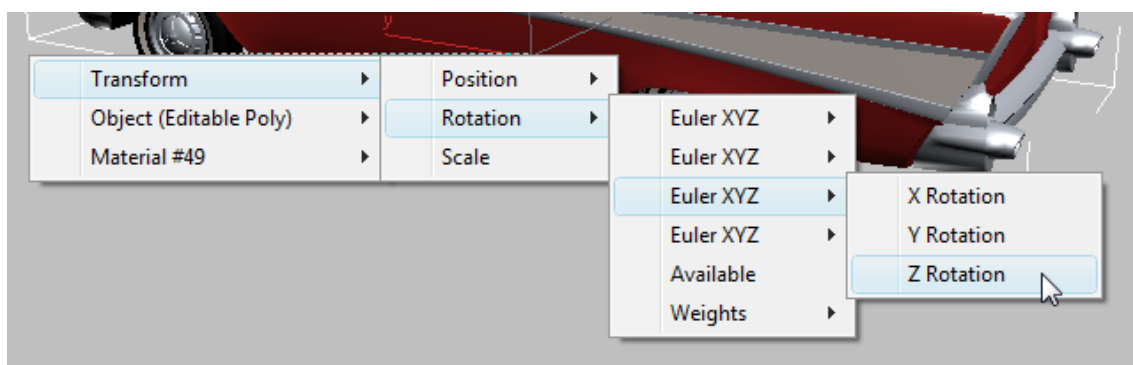 Transform
Object (Editable Poly)
Material #49
Position
Rotation
Scale
Euler XYZ
Euler XYZ
Euler XYZ
Euler XYZ
Available
Weights
X Rotation
Y Rotation
Z Rotation